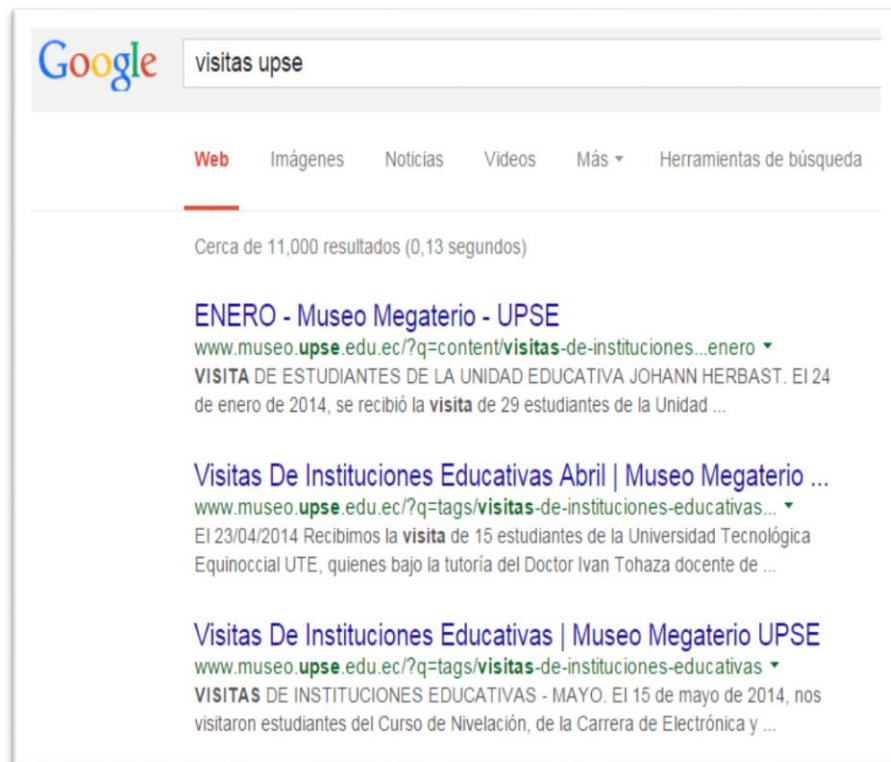 Google visitas upse
Web Imágenes Noticias Videos Más Herramientas de búsqueda
Cerca de 11,000 resultados (0,13 segundos)
ENERO - Museo Megaterio - UPSE
www.museo.upse.edu.ec/?q=content/visitas-de-instituciones...enero
VISITA DE ESTUDIANTES DE LA UNIDAD EDUCATIVA JOHANN HERBAST. El 24
de enero de 2014, se recibió la visita de 29 estudiantes de la Unidad ...
Visitas De Instituciones Educativas Abril | Museo Megaterio ...
www.museo.upse.edu.ec/?q=tags/visitas-de-instituciones-educativas...
El 23/04/2014 Recibimos la visita de 15 estudiantes de la Universidad Tecnológica
Equinoccial UTE, quienes bajo la tutoría del Doctor Ivan Tohaza docente de ...
Visitas De Instituciones Educativas | Museo Megaterio UPSE
www.museo.upse.edu.ec/?q=tags/visitas-de-instituciones-educativas
VISITAS DE INSTITUCIONES EDUCATIVAS - MAYO. El 15 de mayo de 2014, nos
visitaron estudiantes del Curso de Nivelación, de la Carrera de Electrónica y ...